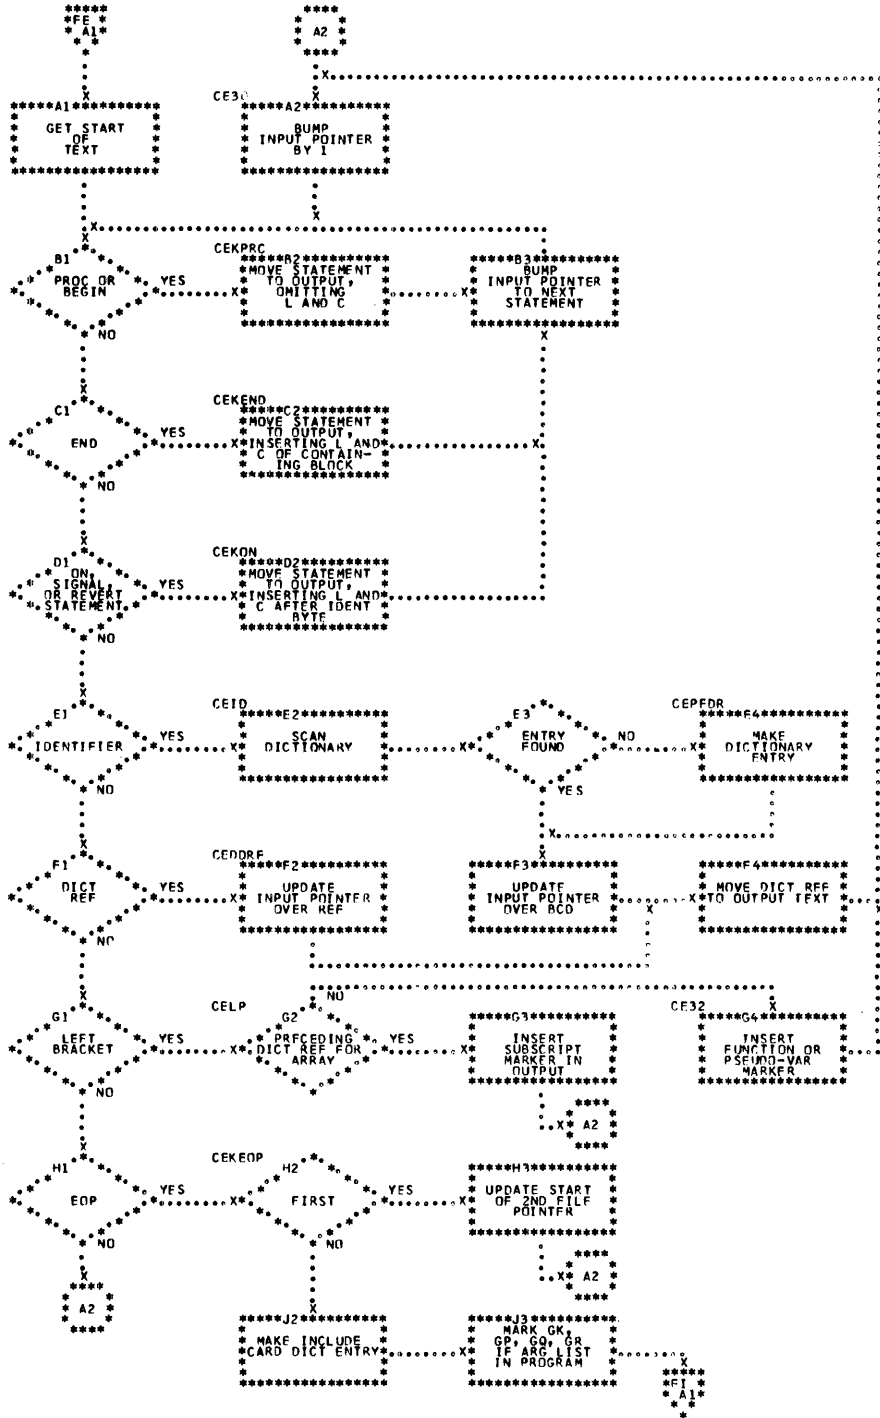 FE
A1
A2
CE30
A1
A2
GET START
OF
TEXT
BUMP
INPUT POINTER
BY 1
CEKPRC
B1
B2
B3
PROC OR
BEGIN
YES
MOVE STATEMENT
TO OUTPUT,
OMITTING
L AND C
BUMP
INPUT POINTER
TO NEXT
STATEMENT
NO
CEKEND
C1
C2
END
YES
MOVE STATEMENT
TO OUTPUT,
INSERTING L AND
C OF CONTAIN-
ING BLOCK
NO
CEKON
D1
D2
ON,
SIGNAL,
OR REVERT
STATEMENT
YES
MOVE STATEMENT
TO OUTPUT,
INSERTING L AND
C AFTER IDENT
BYTE
NO
CEID
CEPFDR
E1
E2
E3
E4
IDENTIFIER
YES
SCAN
DICTIONARY
ENTRY
FOUND
NO
MAKE
DICTIONARY
ENTRY
NO
YES
CEDDRF
F1
F2
F3
F4
DICT
REF
YES
UPDATE
INPUT POINTER
OVER REF
UPDATE
INPUT POINTER
OVER BCD
MOVE DICT REF
TO OUTPUT TEXT
NO
NO
CELP
CE32
G1
G2
G3
G4
LEFT
BRACKET
YES
PRECEDING
DICT REF FOR
ARRAY
YES
INSERT
SUBSCRIPT
MARKER IN
OUTPUT
INSERT
FUNCTION OR
PSEUDO-VAR
MARKER
NO
A2
CEKEOP
H1
H2
H3
EOP
YES
FIRST
YES
UPDATE START
OF 2ND FILE
POINTER
NO
NO
A2
A2
J2
J3
MAKE INCLUDE
CARD DICT ENTRY
MARK GK,
GP, GQ, GR
IF ARG LIST
IN PROGRAM
FI
A1